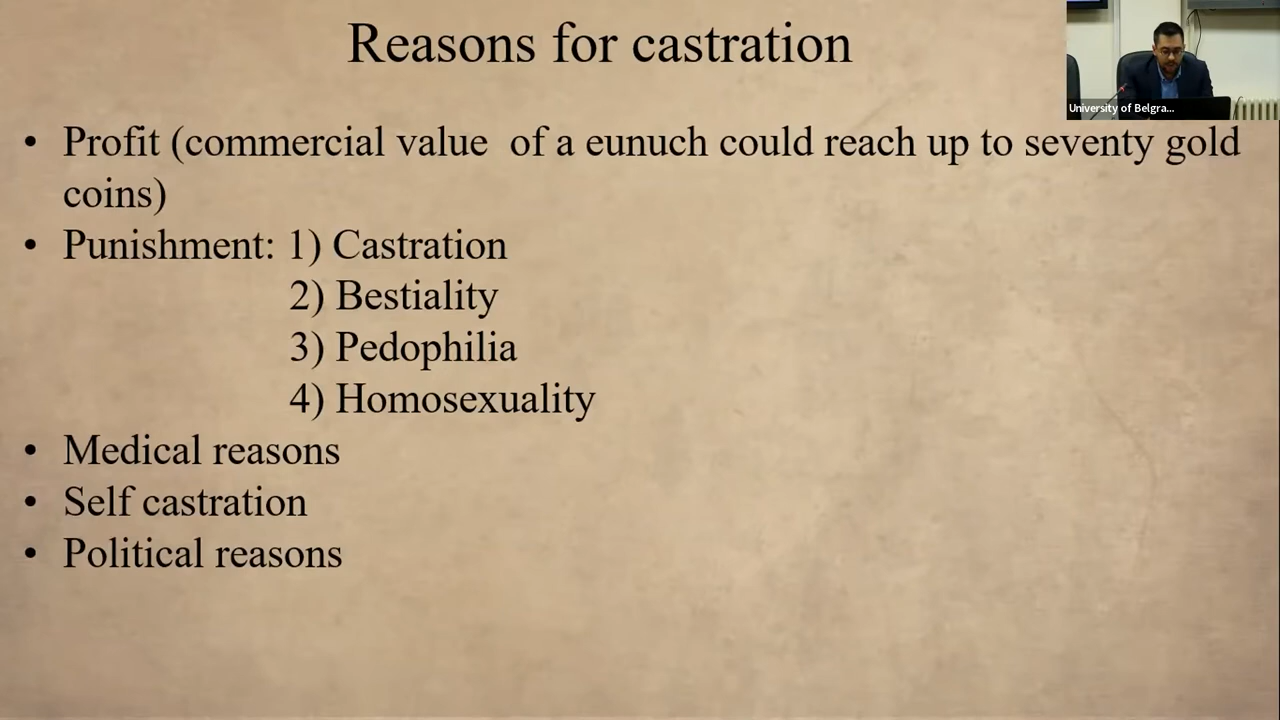 Reasons for castration
University of Belgra...
• Profit (commercial value of a eunuch could reach up to seventy gold
coins)
• Punishment: 1) Castration
2) Bestiality
3) Pedophilia
4) Homosexuality
• Medical reasons
• Self castration
• Political reasons